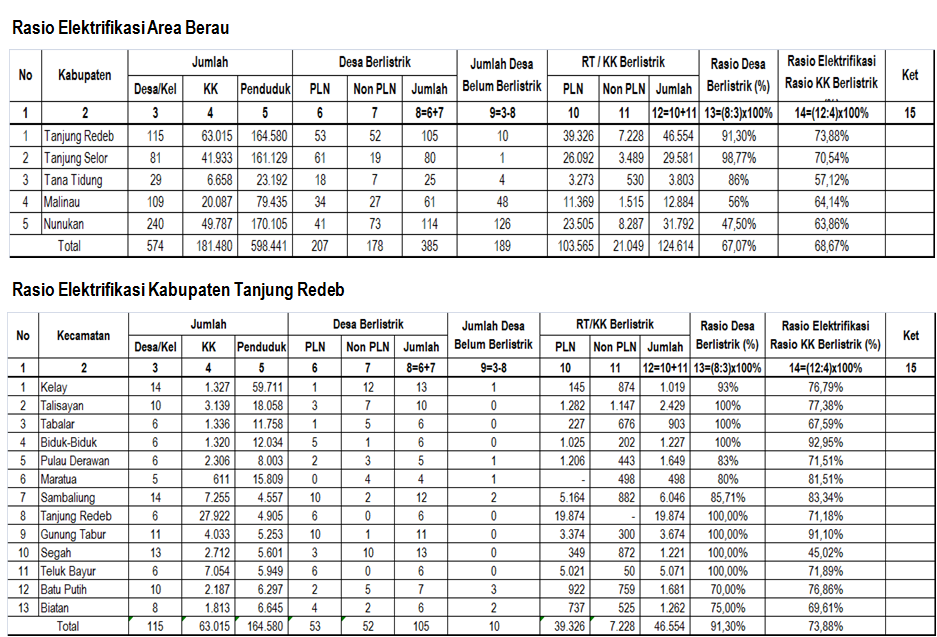 Rasio Elektrifikasi Area Berau
No Kabupaten Jumlah Desa Berlistrik Jumlah Desa Belum Berlistrik RT / KK Berlistrik Rasio Desa Berlistrik (%) Rasio Elektrifikasi Rasio KK Berlistrik Ket
Desa/Kel KK Penduduk PLN Non PLN Jumlah PLN Non PLN Jumlah
1 2 3 4 5 6 7 8=6+7 9=3-8 10 11 12=10+11 13=(8:3)x100% 14=(12:4)x100% 15
1 Tanjung Redeb 115 63.015 164.580 53 52 105 10 39.326 7.228 46.554 91,30% 73,88%
2 Tanjung Selor 81 41.933 161.129 61 19 80 1 26.092 3.489 29.581 98,77% 70,54%
3 Tana Tidung 29 6.658 23.192 18 7 25 4 3.273 530 3.803 86% 57,12%
4 Malinau 109 20.087 79.435 34 27 61 48 11.369 1.515 12.884 56% 64,14%
5 Nunukan 240 49.787 170.105 41 73 114 126 23.505 8.287 31.792 47,50% 63,86%
Total 574 181.480 598.441 207 178 385 189 103.565 21.049 124.614 67,07% 68,67%
Rasio Elektrifikasi Kabupaten Tanjung Redeb
No Kecamatan Jumlah Desa Berlistrik Jumlah Desa Belum Berlistrik RT/KK Berlistrik Rasio Desa Berlistrik (%) Rasio Elektrifikasi Rasio KK Berlistrik (%) Ket
Desa/Kel KK Penduduk PLN Non PLN Jumlah PLN Non PLN Jumlah
1 2 3 4 5 6 7 8=6+7 9=3-8 10 11 12=10+11 13=(8:3)x100% 14=(12:4)x100% 15
1 Kelay 14 1.327 59.711 1 12 13 1 145 874 1.019 93% 76,79%
2 Talisayan 10 3.139 18.058 3 7 10 0 1.282 1.147 2.429 100% 77,38%
3 Tabalar 6 1.336 11.758 1 5 6 0 227 676 903 100% 67,59%
4 Biduk-Biduk 6 1.320 12.034 5 1 6 0 1.025 202 1.227 100% 92,95%
5 Pulau Derawan 6 2.306 8.003 2 3 5 1 1.206 443 1.649 83% 71,51%
6 Maratua 5 611 15.809 0 4 4 1 - 498 498 80% 81,51%
7 Sambaliung 14 7.255 4.557 10 2 12 2 5.164 882 6.046 85,71% 83,34%
8 Tanjung Redeb 6 27.922 4.905 6 0 6 0 19.874 - 19.874 100,00% 71,18%
9 Gunung Tabur 11 4.033 5.253 10 1 11 0 3.374 300 3.674 100,00% 91,10%
10 Segah 13 2.712 5.601 3 10 13 0 349 872 1.221 100,00% 45,02%
11 Teluk Bayur 6 7.054 5.949 6 0 6 0 5.021 50 5.071 100,00% 71,89%
12 Batu Putih 10 2.187 6.297 2 5 7 3 922 759 1.681 70,00% 76,86%
13 Biatan 8 1.813 6.645 4 2 6 2 737 525 1.262 75,00% 69,61%
Total 115 63.015 164.580 53 52 105 10 39.326 7.228 46.554 91,30% 73,88%